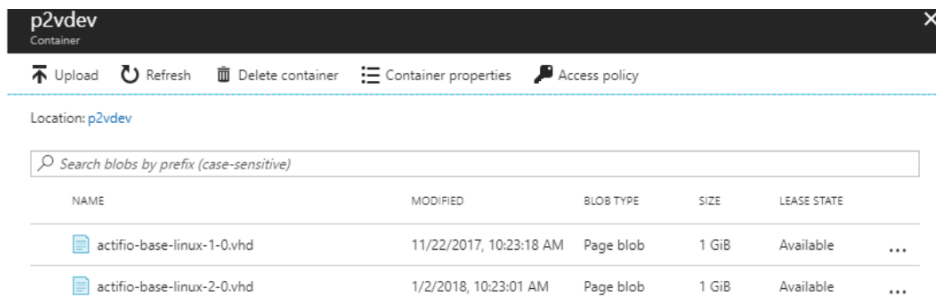 p2vdev
Container
Upload Refresh Delete container Container properties Access policy
Location: p2vdev
Search blobs by prefix (case-sensitive)
NAME MODIFIED BLOB TYPE SIZE LEASE STATE
actifio-base-linux-1-0.vhd 11/22/2017, 10:23:18 AM Page blob 1 GiB Available ...
actifio-base-linux-2-0.vhd 1/2/2018, 10:23:01 AM Page blob 1 GiB Available ...